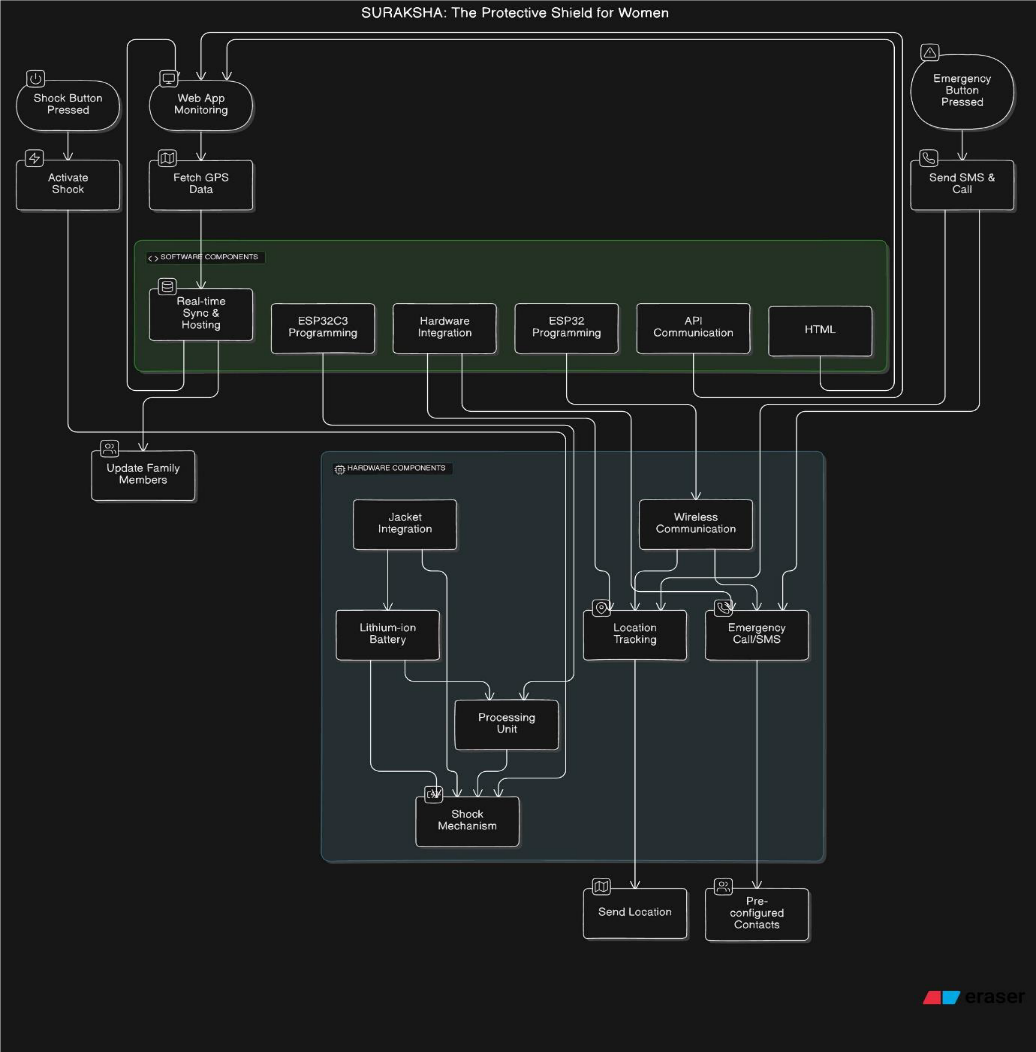 SURAKSHA: The Protective Shield for Women
Shock Button
Pressed
Web App
Monitoring
Emergency
Button
Pressed
Activate
Shock
Fetch GPS
Data
Send SMS &
Call
SOFTWARE COMPONENTS
Real-time
Sync &
Hosting
ESP32C3
Programming
Hardware
Integration
ESP32
Programming
API
Communication
HTML
Update Family
Members
HARDWARE COMPONENTS
Jacket
Integration
Wireless
Communication
Lithium-ion
Battery
Location
Tracking
Emergency
Call/SMS
Processing
Unit
Shock
Mechanism
Send Location
Pre-
configured
Contacts
eraser